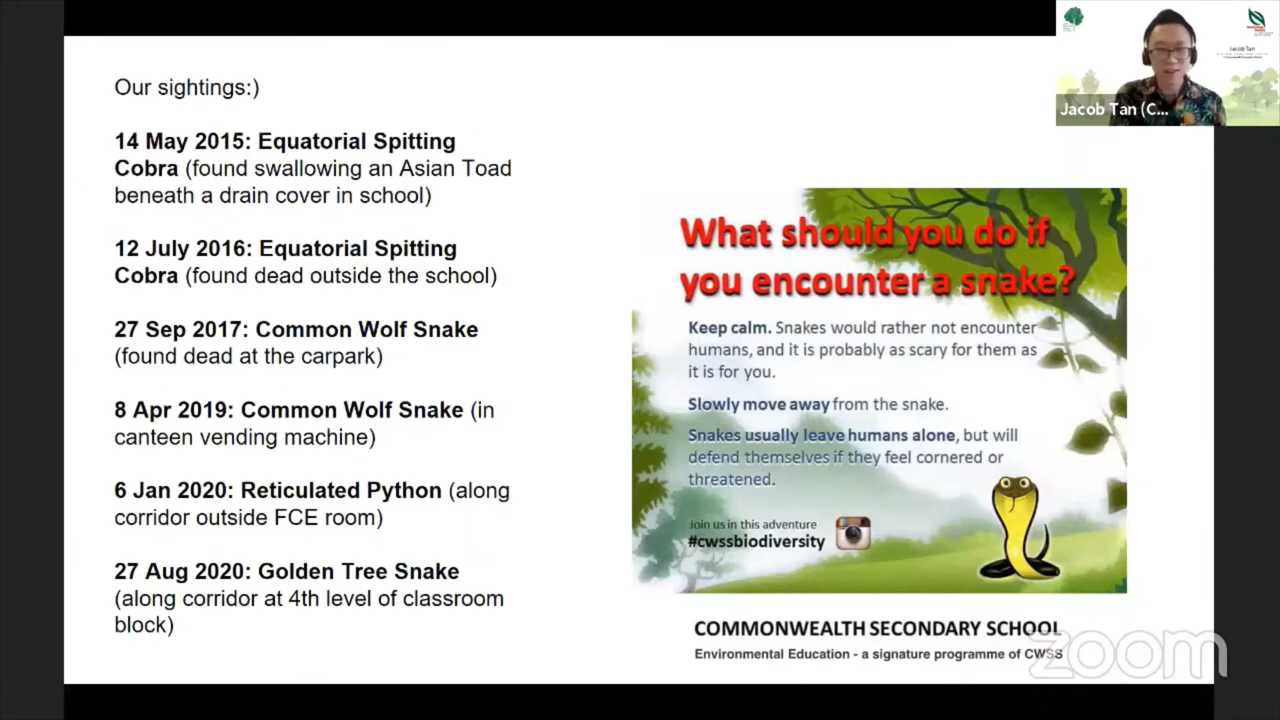 Our sightings:)
14 May 2015: Equatorial Spitting
Cobra (found swallowing an Asian Toad
beneath a drain cover in school)
12 July 2016: Equatorial Spitting
Cobra (found dead outside the school)
27 Sep 2017: Common Wolf Snake
(found dead at the carpark)
8 Apr 2019: Common Wolf Snake (in
canteen vending machine)
6 Jan 2020: Reticulated Python (along
corridor outside FCE room)
27 Aug 2020: Golden Tree Snake
(along corridor at 4th level of classroom
block)
What should you do if
you encounter a snake?
Keep calm. Snakes would rather not encounter
humans, and it is probably as scary for them as
it is for you.
Slowly move away from the snake.
Snakes usually leave humans alone, but will
defend themselves if they feel cornered or
threatened.
Join us in this adventure
#cwssbiodiversity
COMMONWEALTH SECONDARY SCHOOL
Environmental Education - a signature programme of CWSS
zoom
Jacob Tan
Jacob Tan (C...